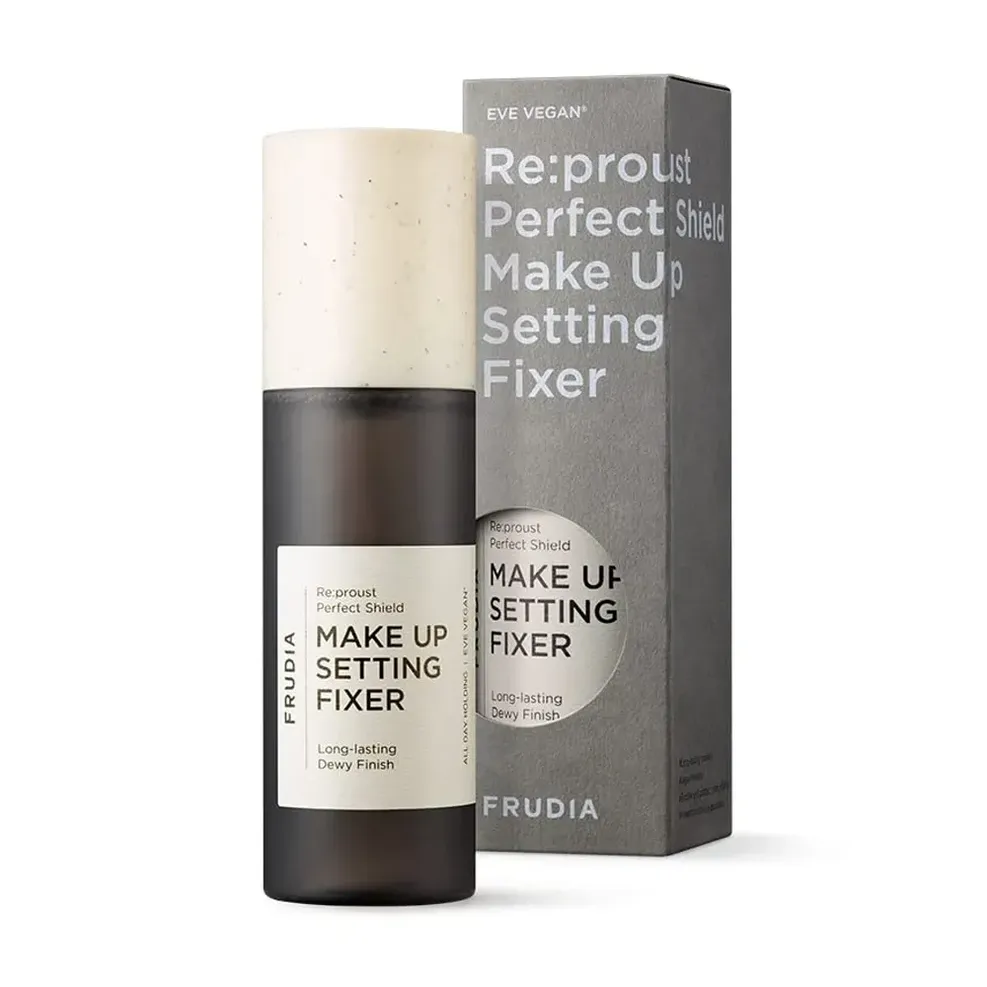 EVE VEGAN®
Re:proust
Perfect Shield
Make Up
Setting
Fixer
Re:proust
Perfect Shield
MAKE UP
SETTING
FIXER
Long-lasting
Dewy Finish
FRUDIA
FRUDIA
Re:proust
Perfect Shield
MAKE UP
SETTING
FIXER
Long-lasting
Dewy Finish
ALL DAY HOLDING | EVE VEGAN®